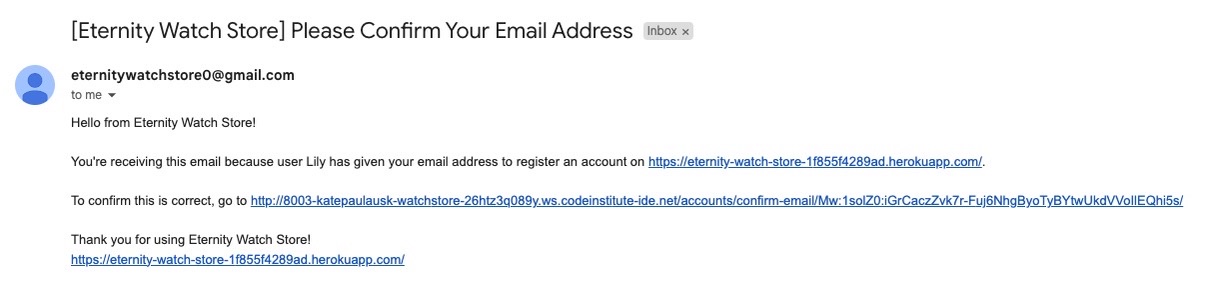 [Eternity Watch Store] Please Confirm Your Email Address Inbox ×
eternitywatchstore0@gmail.com
to me
Hello from Eternity Watch Store!
You're receiving this email because user Lily has given your email address to register an account on https://eternity-watch-store-1f855f4289ad.herokuapp.com/.
To confirm this is correct, go to http://8003-katepaulausk-watchstore-26htz3q089y.ws.codeinstitute-ide.net/accounts/confirm-email/Mw:1solZ0:iGrCaczZvk7r-Fuj6NhgByoTyBYtwUkdVVolIEQhi5s/
Thank you for using Eternity Watch Store!
https://eternity-watch-store-1f855f4289ad.herokuapp.com/